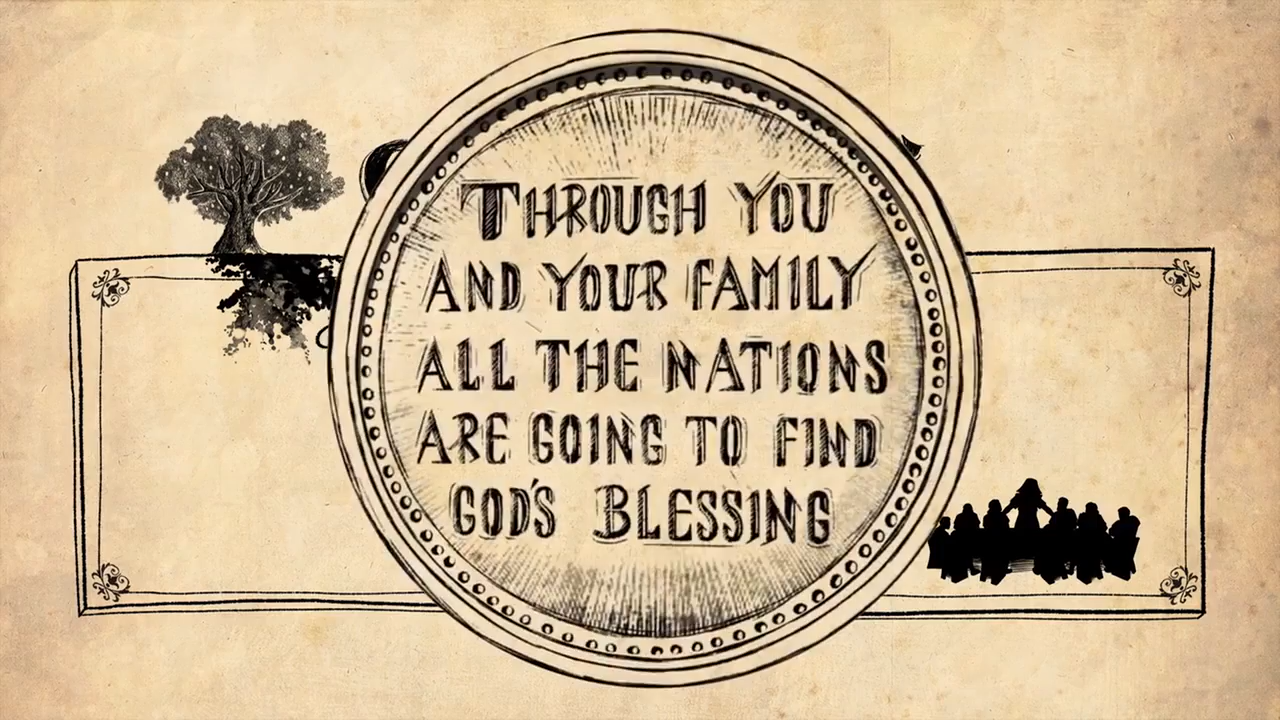 THROUGH YOU
AND YOUR FAMILY
ALL THE NATIONS
ARE GOING TO FIND
GOD'S BLESSING